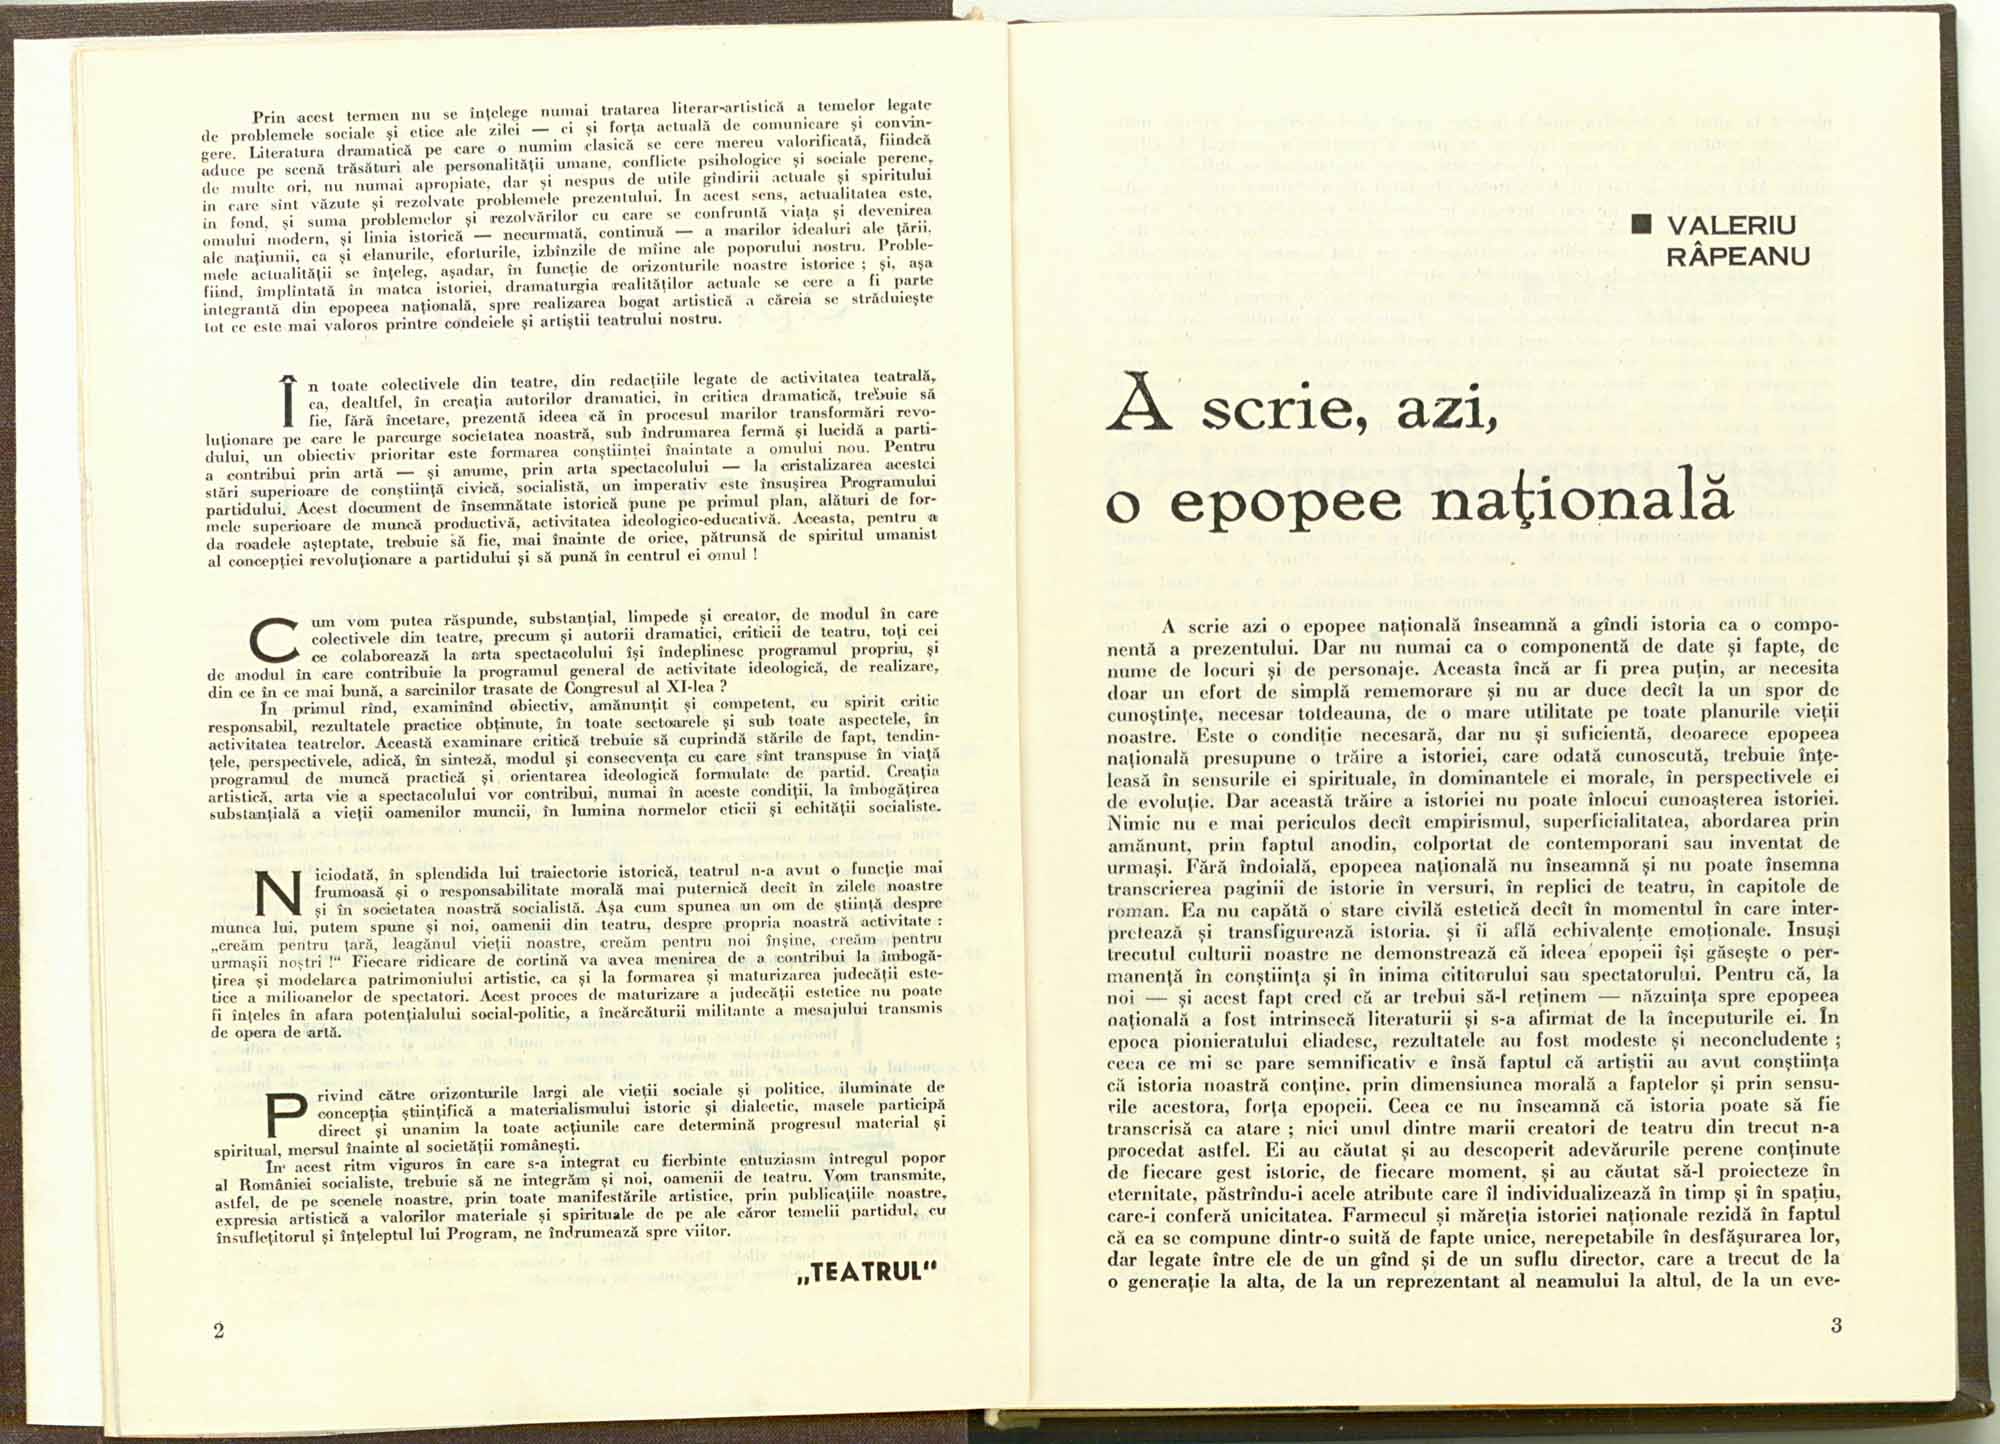 Prin acest termen nu se înțelege numai tratarea literar-artistică a temelor legate
de problemele sociale și etice ale zilei — ci și forța actuală de comunicare și convin-
gere. Literatura dramatică pe care o numim clasică se cere mereu valorificată, fiindcă
aduce pe scenă trăsături ale personalității umane, conflicte psihologice și sociale perene,
de multe ori, nu numai apropiate, dar și nespus de utile gîndirii actuale și spiritului
în care sînt văzute și rezolvate problemele prezentului. În acest sens, actualitatea este,
în fond, și suma problemelor și rezolvărilor cu care se confruntă viața și devenirea
omului modern, și linia istorică — necurmată, continuă — a marilor idealuri ale țării,
ale națiunii, ca și elanurile, eforturile, izbînzile de mîine ale poporului nostru. Proble-
mele actualității se înțeleg, așadar, în funcție de orizonturile noastre istorice ; și, așa
fiind, împlîntată în matca istoriei, dramaturgia realităților actuale se cere a fi parte
integrantă din epopeea națională, spre realizarea bogat artistică a căreia se străduiește
tot ce este mai valoros printre condeiele și artiștii teatrului nostru.
În toate colectivele din teatre, din redacțiile legate de activitatea teatrală,
ca, dealtfel, în creația autorilor dramatici, în critica dramatică, trebuie să
fie, fără încetare, prezentă ideea că în procesul marilor transformări revo-
luționare pe care le parcurge societatea noastră, sub îndrumarea fermă și lucidă a parti-
dului, un obiectiv prioritar este formarea conștiinței înaintate a omului nou. Pentru
a contribui prin artă — și anume, prin arta spectacolului — la cristalizarea acestei
stări superioare de conștiință civică, socialistă, un imperativ este însușirea Programului
partidului. Acest document de însemnătate istorică pune pe primul plan, alături de for-
mele superioare de muncă productivă, activitatea ideologico-educativă. Aceasta, pentru a
da roadele așteptate, trebuie să fie, mai înainte de orice, pătrunsă de spiritul umanist
al concepției revoluționare a partidului și să pună în centrul ei omul !
Cum vom putea răspunde, substanțial, limpede și creator, de modul în care
colectivele din teatre, precum și autorii dramatici, criticii de teatru, toți cei
ce colaborează la arta spectacolului își îndeplinesc programul propriu, și
de modul în care contribuie la programul general de activitate ideologică, de realizare,
din ce în ce mai bună, a sarcinilor trasate de Congresul al XI-lea ?
În primul rînd, examinînd obiectiv, amănunțit și competent, cu spirit critic
responsabil, rezultatele practice obținute, în toate sectoarele și sub toate aspectele, în
activitatea teatrelor. Această examinare critică trebuie să cuprindă stările de fapt, tendin-
țele, perspectivele, adică, în sinteză, modul și consecvența cu care sînt transpuse în viață
programul de muncă practică și orientarea ideologică formulate de partid. Creația
artistică, arta vie a spectacolului vor contribui, numai în aceste condiții, la îmbogățirea
substanțială a vieții oamenilor muncii, în lumina normelor eticii și echității socialiste.
Niciodată, în splendida lui traiectorie istorică, teatrul n-a avut o funcție mai
frumoasă și o responsabilitate morală mai puternică decît în zilele noastre
și în societatea noastră socialistă. Așa cum spunea un om de știință despre
munca lui, putem spune și noi, oamenii din teatru, despre propria noastră activitate :
„creăm pentru țară, leagănul vieții noastre, creăm pentru noi înșine, creăm pentru
urmașii noștri !“ Fiecare ridicare de cortină va avea menirea de a contribui la îmbogă-
țirea și modelarea patrimoniului artistic, ca și la formarea și maturizarea judecății este-
tice a milioanelor de spectatori. Acest proces de maturizare a judecății estetice nu poate
fi înțeles în afara potențialului social-politic, a încărcăturii militante a mesajului transmis
de opera de artă.
Privind către orizonturile largi ale vieții sociale și politice, iluminate de
concepția științifică a materialismului istoric și dialectic, masele participă
direct și unanim la toate acțiunile care determină progresul material și
spiritual, mersul înainte al societății românești.
În acest ritm viguros în care s-a integrat cu fierbinte entuziasm întregul popor
al României socialiste, trebuie să ne integrăm și noi, oamenii de teatru. Vom transmite,
astfel, de pe scenele noastre, prin toate manifestările artistice, prin publicațiile noastre,
expresia artistică a valorilor materiale și spirituale de pe ale căror temelii partidul, cu
însuflețitorul și înțeleptul lui Program, ne îndrumează spre viitor.
„TEATRUL“
2
■ VALERIU
RÂPEANU
A scrie, azi,
o epopee națională
A scrie azi o epopee națională înseamnă a gîndi istoria ca o compo-
nentă a prezentului. Dar nu numai ca o componentă de date și fapte, de
nume de locuri și de personaje. Aceasta încă ar fi prea puțin, ar necesita
doar un efort de simplă rememorare și nu ar duce decît la un spor de
cunoștințe, necesar totdeauna, de o mare utilitate pe toate planurile vieții
noastre. Este o condiție necesară, dar nu și suficientă, deoarece epopeea
națională presupune o trăire a istoriei, care odată cunoscută, trebuie înțe-
leasă în sensurile ei spirituale, în dominantele ei morale, în perspectivele ei
de evoluție. Dar această trăire a istoriei nu poate înlocui cunoașterea istoriei.
Nimic nu e mai periculos decît empirismul, superficialitatea, abordarea prin
amănunt, prin faptul anodin, colportat de contemporani sau inventat de
urmași. Fără îndoială, epopeea națională nu înseamnă și nu poate însemna
transcrierea paginii de istorie în versuri, în replici de teatru, în capitole de
roman. Ea nu capătă o stare civilă estetică decît în momentul în care inter-
pretează și transfigurează istoria, și îi află echivalențe emoționale. Însuși
trecutul culturii noastre ne demonstrează că ideea epopeii își găsește o per-
manență în conștiința și în inima cititorului sau spectatorului. Pentru că, la
noi — și acest fapt cred că ar trebui să-l reținem — năzuința spre epopeea
națională a fost intrinsecă literaturii și s-a afirmat de la începuturile ei. În
epoca pionieratului eliadesc, rezultatele au fost modeste și neconcludente ;
ceea ce mi se pare semnificativ e însă faptul că artiștii au avut conștiința
că istoria noastră conține, prin dimensiunea morală a faptelor și prin sensu-
rile acestora, forța epopeii. Ceea ce nu înseamnă că istoria poate să fie
transcrisă ca atare ; nici unul dintre marii creatori de teatru din trecut n-a
procedat astfel. Ei au căutat și au descoperit adevărurile perene conținute
de fiecare gest istoric, de fiecare moment, și au căutat să-l proiecteze în
eternitate, păstrîndu-i acele atribute care îl individualizează în timp și în spațiu,
care-i conferă unicitatea. Farmecul și măreția istoriei naționale rezidă în faptul
că ea se compune dintr-o suită de fapte unice, nerepetabile în desfășurarea lor,
dar legate între ele de un gînd și de un suflu director, care a trecut de la
o generație la alta, de la un reprezentant al neamului la altul, de la un eve-
3